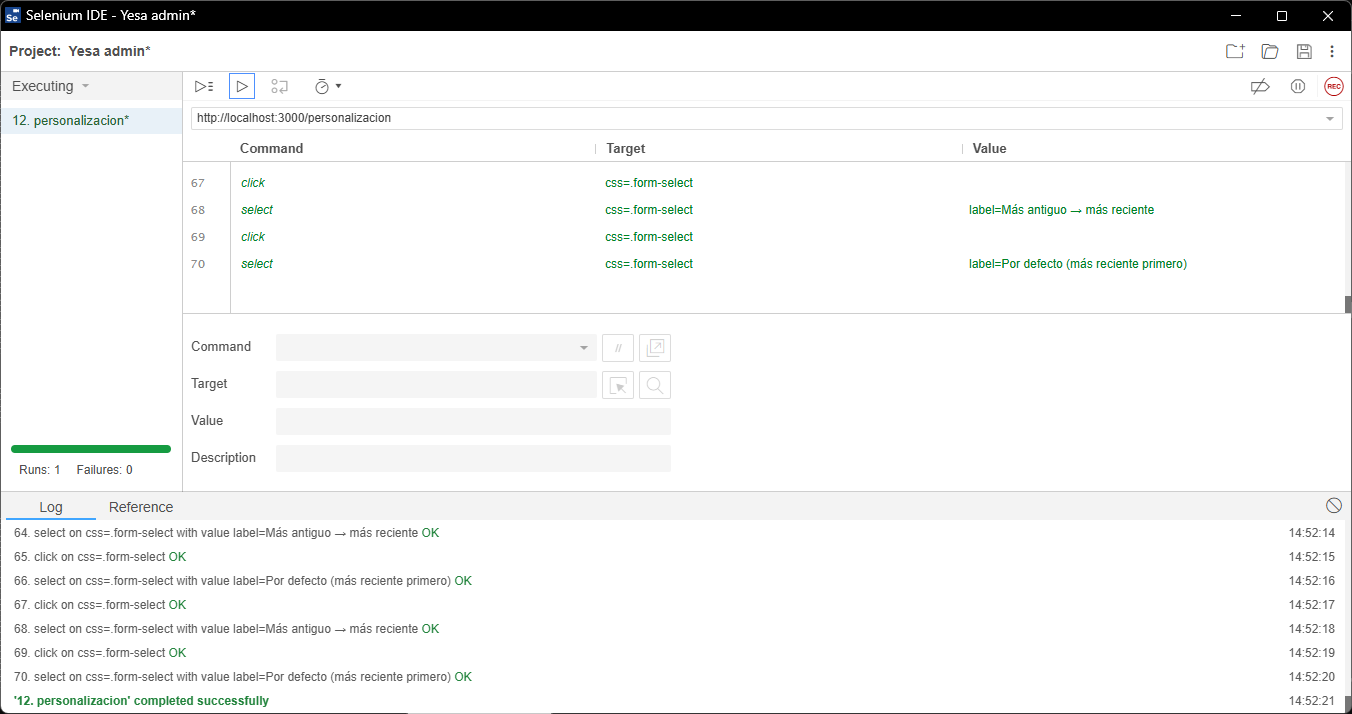 Selenium IDE - Yesa admin*
Project: Yesa admin*
Executing
12. personalizacion*
REC
http://localhost:3000/personalizacion
Command Target Value
67 click css=.form-select
68 select css=.form-select label=Más antiguo → más reciente
69 click css=.form-select
70 select css=.form-select label=Por defecto (más reciente primero)
Command
//
Target
Value
Description
Runs: 1 Failures: 0
Log Reference
64. select on css=.form-select with value label=Más antiguo → más reciente OK 14:52:14
65. click on css=.form-select OK 14:52:15
66. select on css=.form-select with value label=Por defecto (más reciente primero) OK 14:52:16
67. click on css=.form-select OK 14:52:17
68. select on css=.form-select with value label=Más antiguo → más reciente OK 14:52:18
69. click on css=.form-select OK 14:52:19
70. select on css=.form-select with value label=Por defecto (más reciente primero) OK 14:52:20
'12. personalizacion' completed successfully 14:52:21